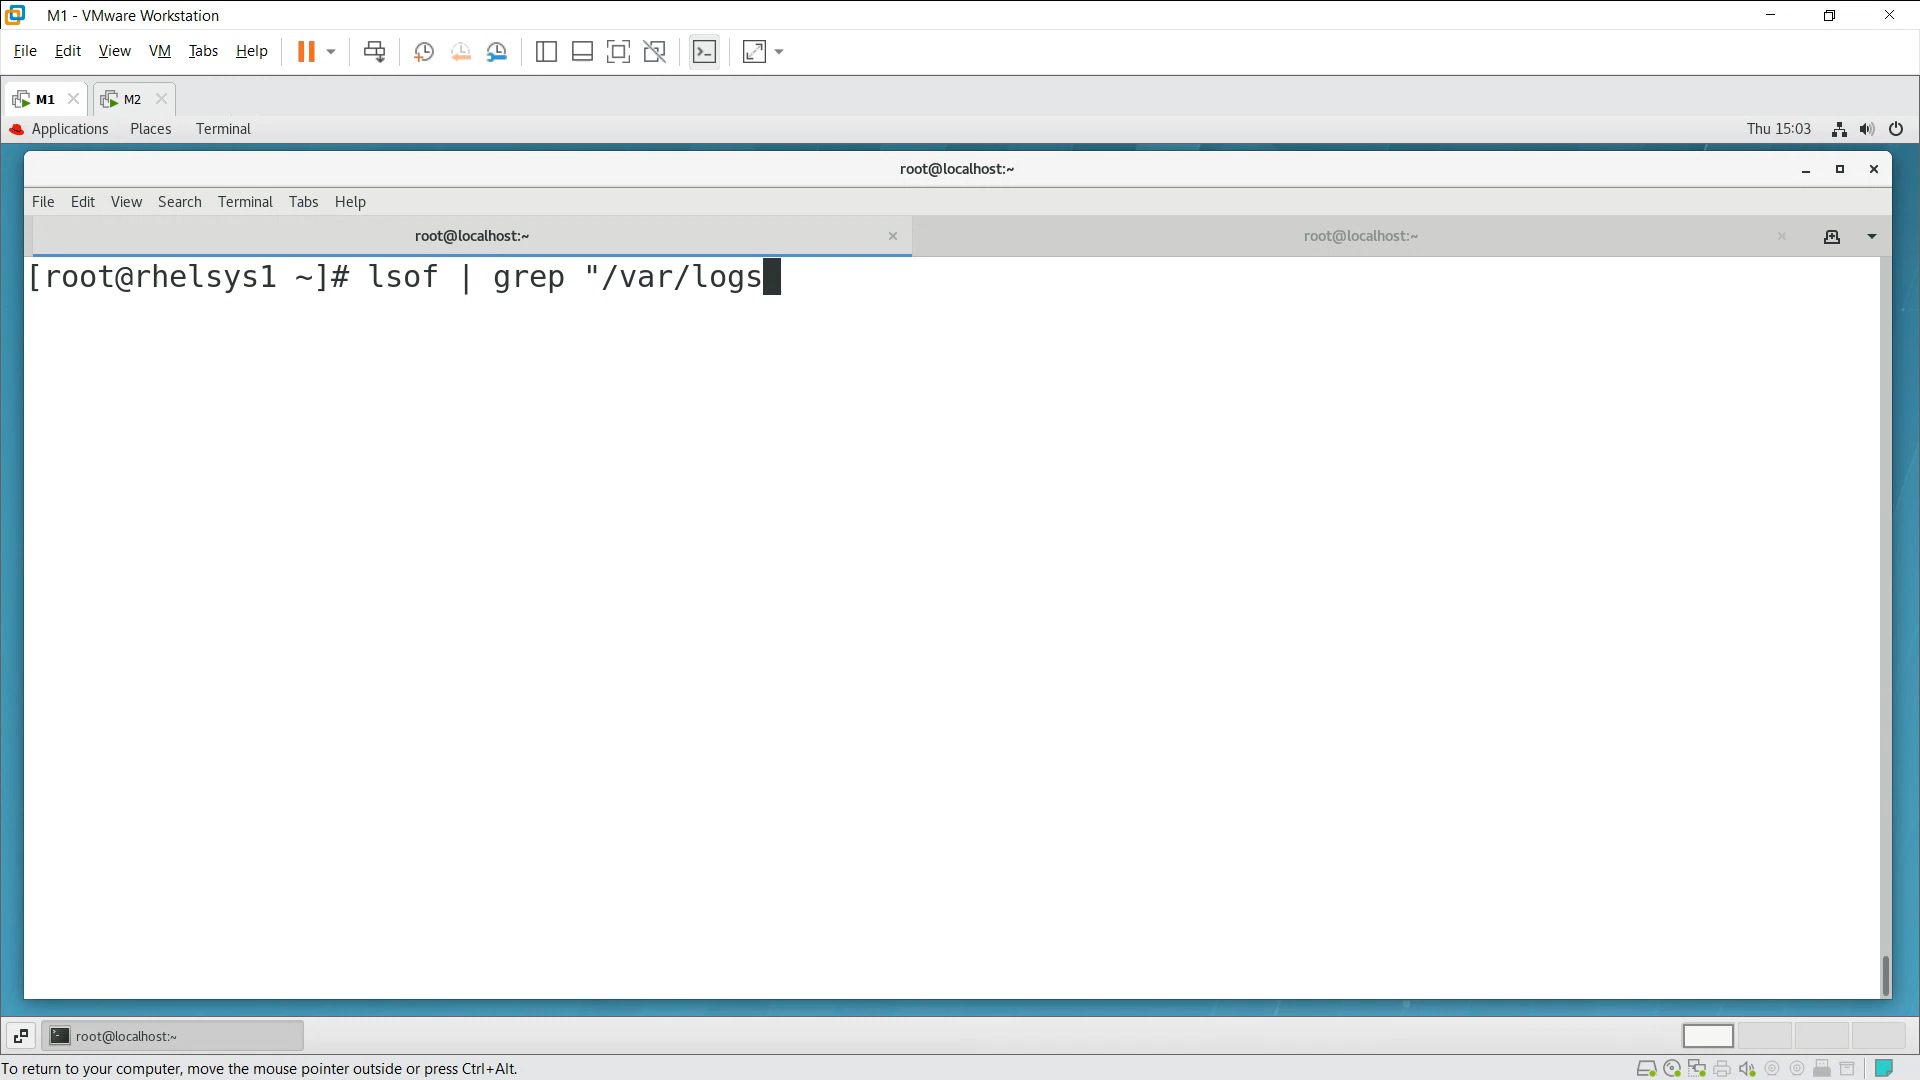 M1 - VMware Workstation
File Edit View VM Tabs Help
M1 M2
Applications Places Terminal Thu 15:03
root@localhost:~
File Edit View Search Terminal Tabs Help
root@localhost:~ root@localhost:~
[root@rhelsys1 ~]# lsof | grep "/var/logs
root@localhost:~
To return to your computer, move the mouse pointer outside or press Ctrl+Alt.